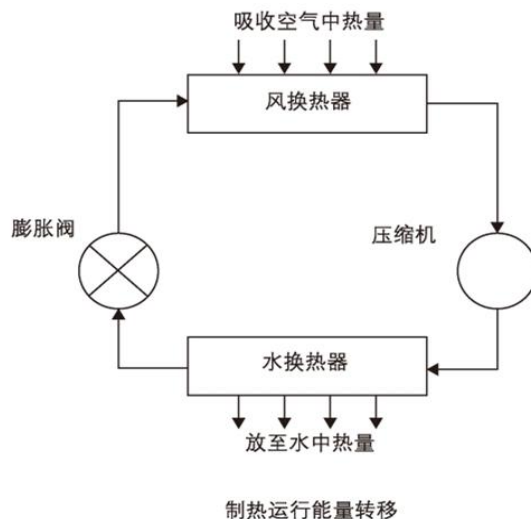 吸收空气中热量
风换热器
膨胀阀
压缩机
水换热器
放至水中热量
制热运行能量转移